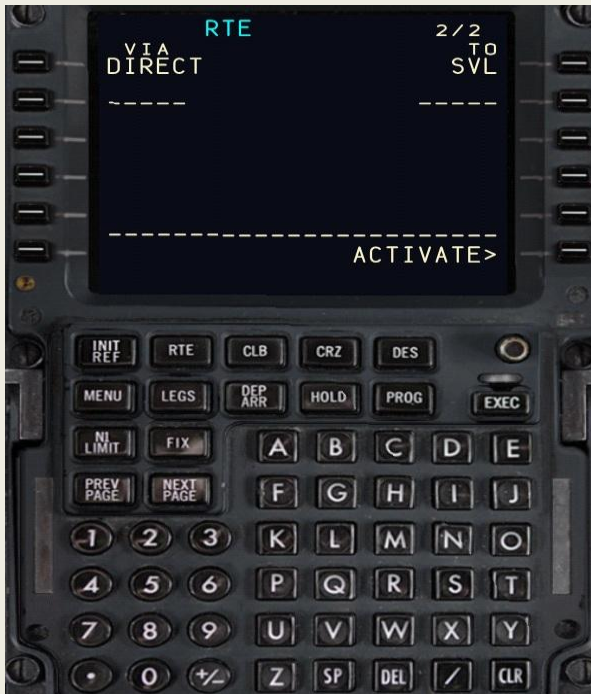 RTE 2/2
VIA TO
DIRECT SVL
----- -----
ACTIVATE>
INIT REF RTE CLB CRZ DES
MENU LEGS DEP ARR HOLD PROG EXEC
N1 LIMIT FIX A B C D E
PREV PAGE NEXT PAGE F G H I J
1 2 3 K L M N O
4 5 6 P Q R S T
7 8 9 U V W X Y
. 0 +/- Z SP DEL / CLR